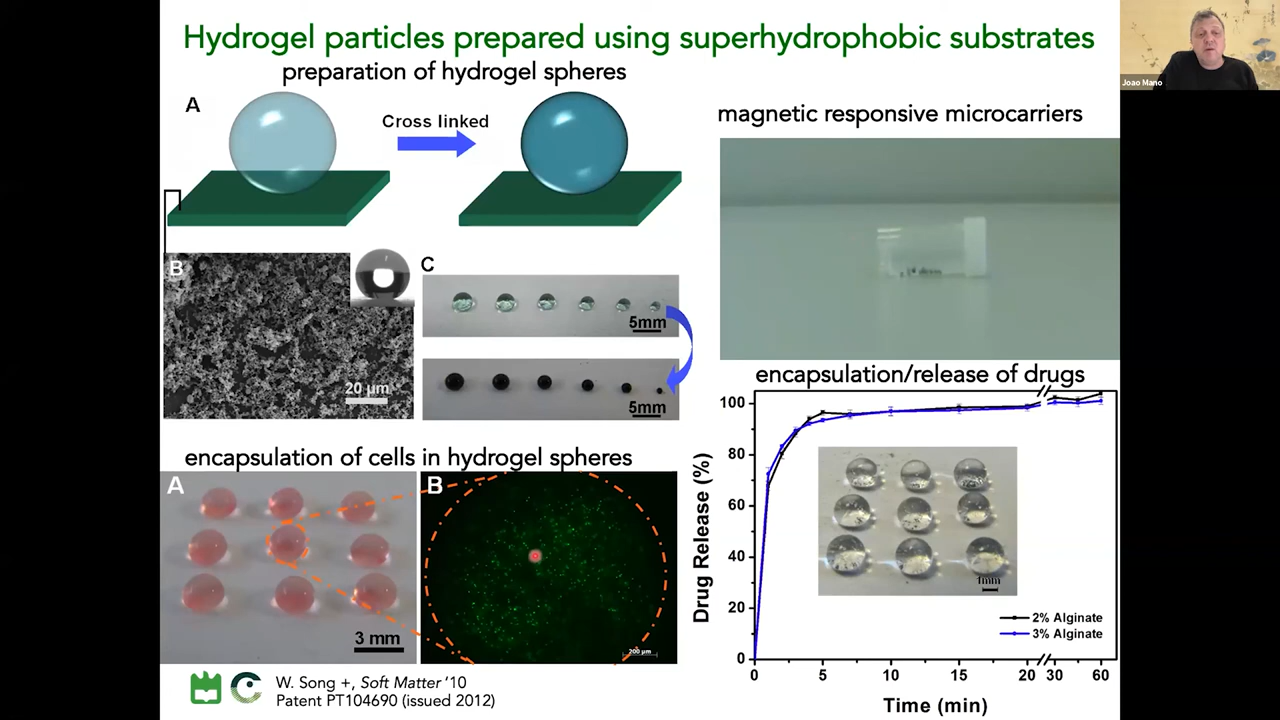 Hydrogel particles prepared using superhydrophobic substrates
Joao Mano
preparation of hydrogel spheres
A
Cross linked
magnetic responsive microcarriers
B
20 µm
C
5mm
5mm
encapsulation/release of drugs
encapsulation of cells in hydrogel spheres
A
3 mm
B
200 µm
Drug Release (%)
100
80
60
40
20
0
1mm
2% Alginate
3% Alginate
0 5 10 15 20 30 60
Time (min)
W. Song +, Soft Matter '10
Patent PT104690 (issued 2012)